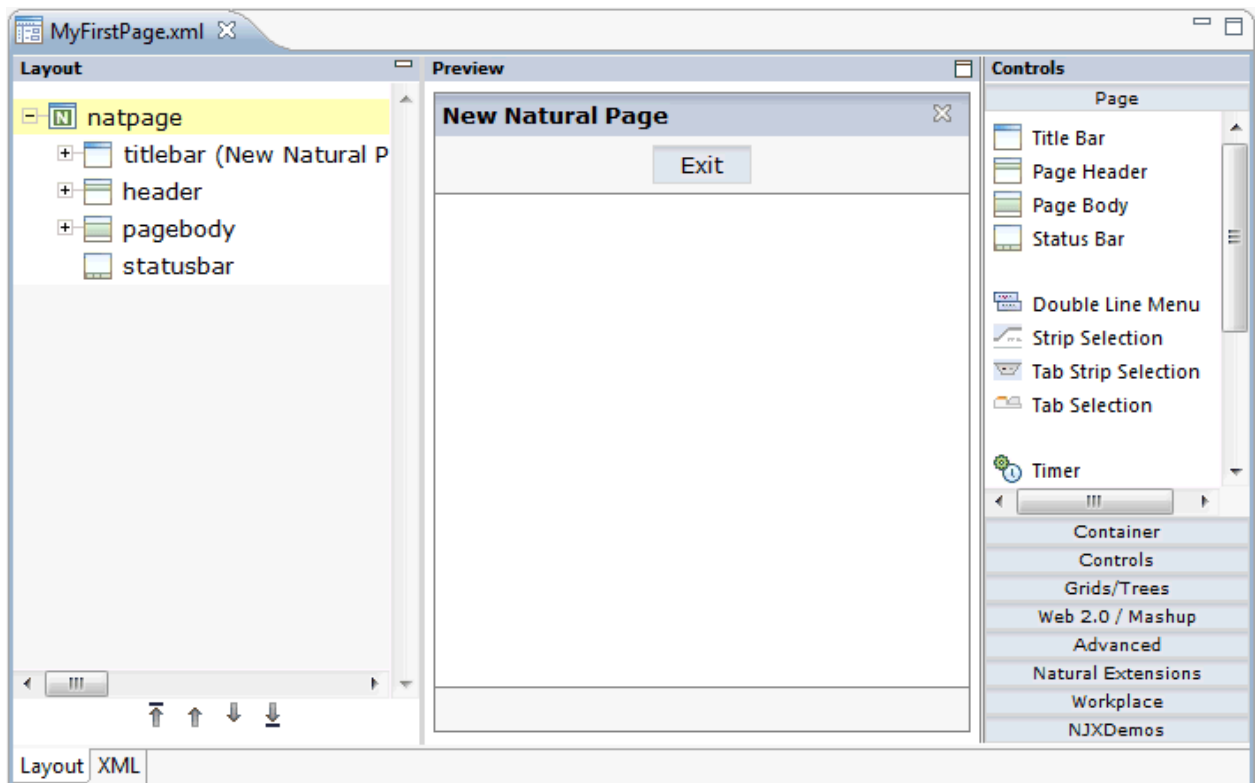 MyFirstPage.xml
Layout
natpage
titlebar (New Natural P
header
pagebody
statusbar
Preview
New Natural Page
Exit
Controls
Page
Title Bar
Page Header
Page Body
Status Bar
Double Line Menu
Strip Selection
Tab Strip Selection
Tab Selection
Timer
Container
Controls
Grids/Trees
Web 2.0 / Mashup
Advanced
Natural Extensions
Workplace
NJXDemos
Layout XML